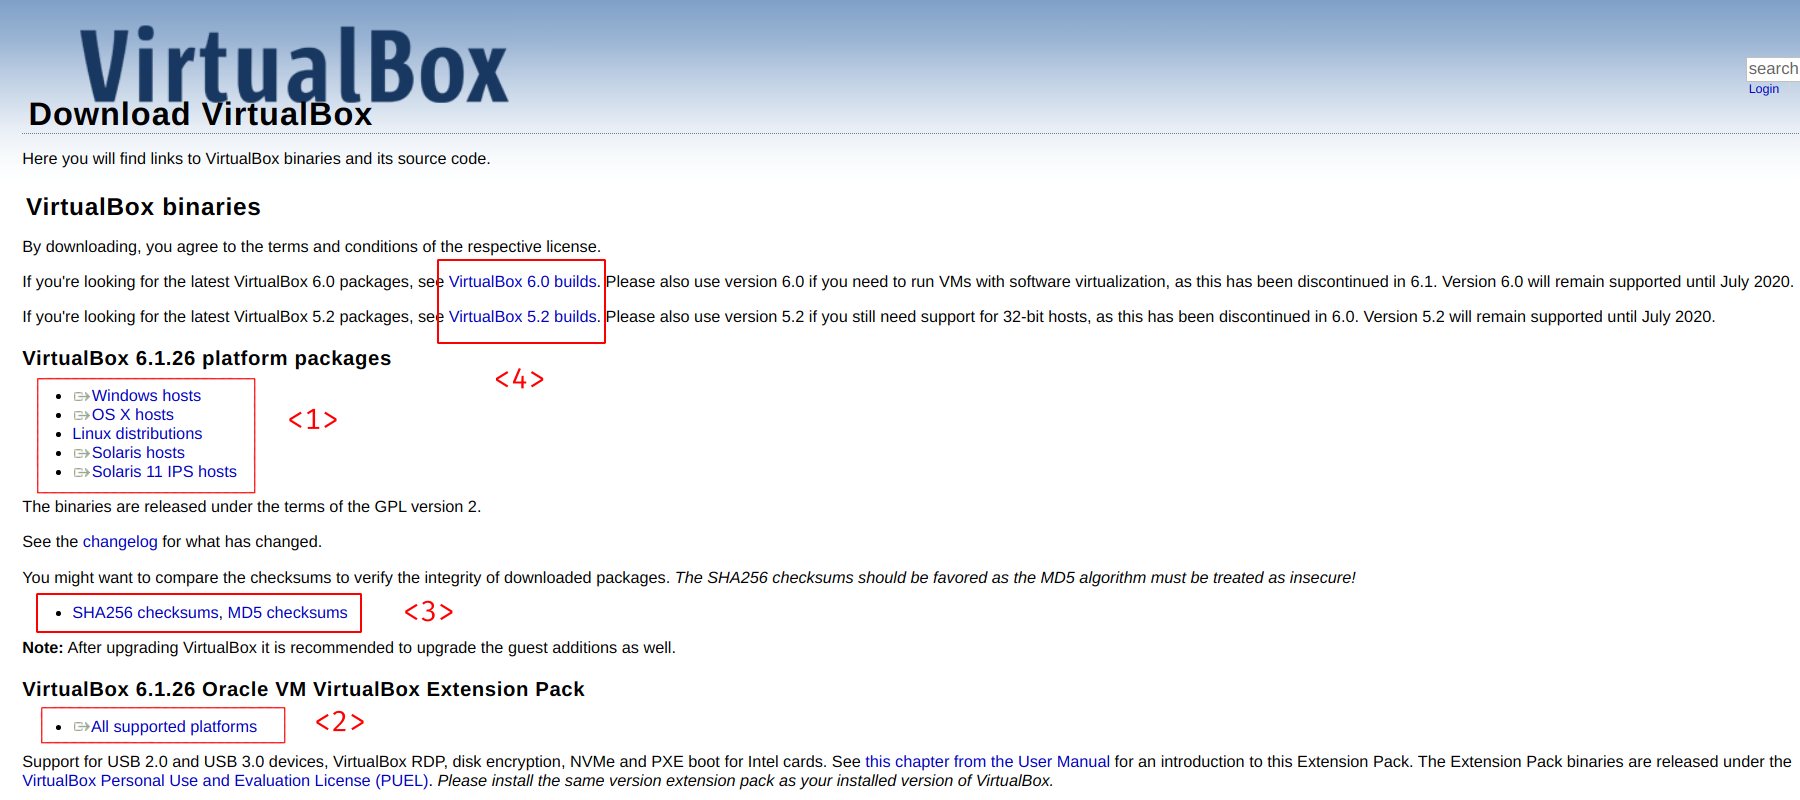 VirtualBox
search
Login
Download VirtualBox
Here you will find links to VirtualBox binaries and its source code.
VirtualBox binaries
By downloading, you agree to the terms and conditions of the respective license.
If you're looking for the latest VirtualBox 6.0 packages, see VirtualBox 6.0 builds. Please also use version 6.0 if you need to run VMs with software virtualization, as this has been discontinued in 6.1. Version 6.0 will remain supported until July 2020.
If you're looking for the latest VirtualBox 5.2 packages, see VirtualBox 5.2 builds. Please also use version 5.2 if you still need support for 32-bit hosts, as this has been discontinued in 6.0. Version 5.2 will remain supported until July 2020.
<4>
VirtualBox 6.1.26 platform packages
Windows hosts
OS X hosts
Linux distributions
Solaris hosts
Solaris 11 IPS hosts
<1>
The binaries are released under the terms of the GPL version 2.
See the changelog for what has changed.
You might want to compare the checksums to verify the integrity of downloaded packages. The SHA256 checksums should be favored as the MD5 algorithm must be treated as insecure!
SHA256 checksums, MD5 checksums
<3>
Note: After upgrading VirtualBox it is recommended to upgrade the guest additions as well.
VirtualBox 6.1.26 Oracle VM VirtualBox Extension Pack
All supported platforms
<2>
Support for USB 2.0 and USB 3.0 devices, VirtualBox RDP, disk encryption, NVMe and PXE boot for Intel cards. See this chapter from the User Manual for an introduction to this Extension Pack. The Extension Pack binaries are released under the
VirtualBox Personal Use and Evaluation License (PUEL). Please install the same version extension pack as your installed version of VirtualBox.